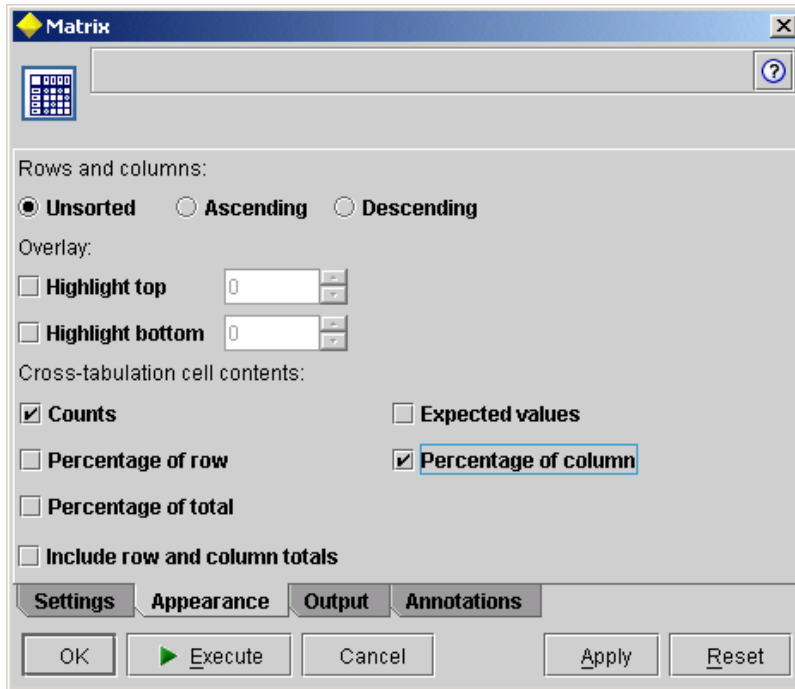 Matrix
Rows and columns:
Unsorted Ascending Descending
Overlay:
Highlight top 0
Highlight bottom 0
Cross-tabulation cell contents:
Counts Expected values
Percentage of row Percentage of column
Percentage of total
Include row and column totals
Settings Appearance Output Annotations
OK Execute Cancel Apply Reset